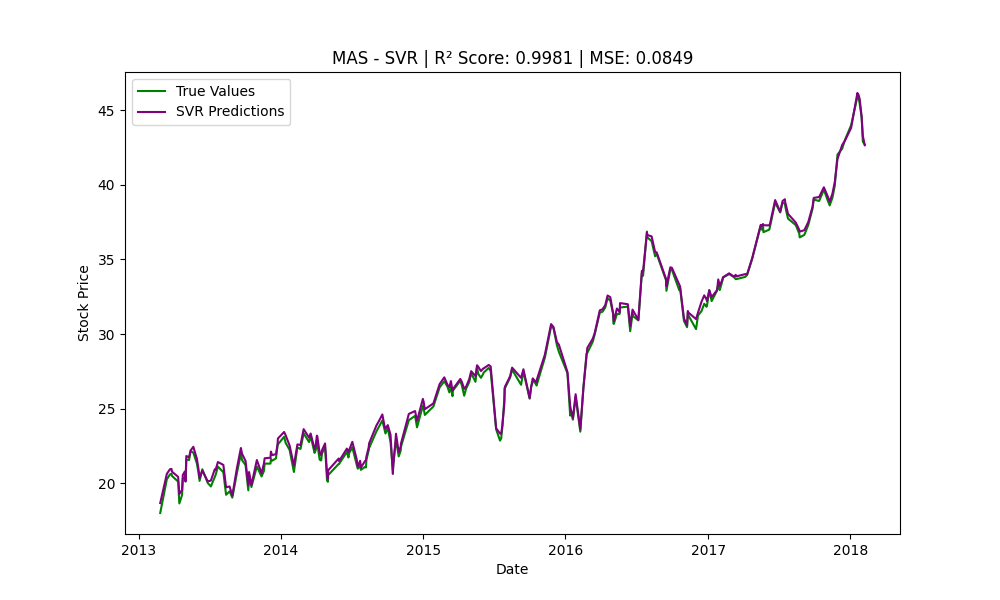 MAS - SVR | R² Score: 0.9981 | MSE: 0.0849
True Values
SVR Predictions
Stock Price
45
40
35
30
25
20
2013 2014 2015 2016 2017 2018
Date